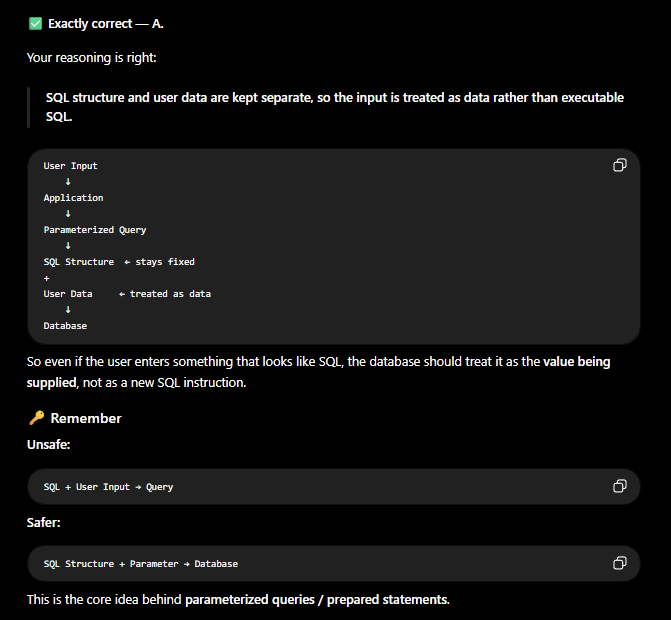 ✅ Exactly correct — A.
Your reasoning is right:
SQL structure and user data are kept separate, so the input is treated as data rather than executable
SQL.
User Input
↓
Application
↓
Parameterized Query
↓
SQL Structure ← stays fixed
+
User Data ← treated as data
↓
Database
So even if the user enters something that looks like SQL, the database should treat it as the value being
supplied, not as a new SQL instruction.
🔑 Remember
Unsafe:
SQL + User Input → Query
Safer:
SQL Structure + Parameter → Database
This is the core idea behind parameterized queries / prepared statements.